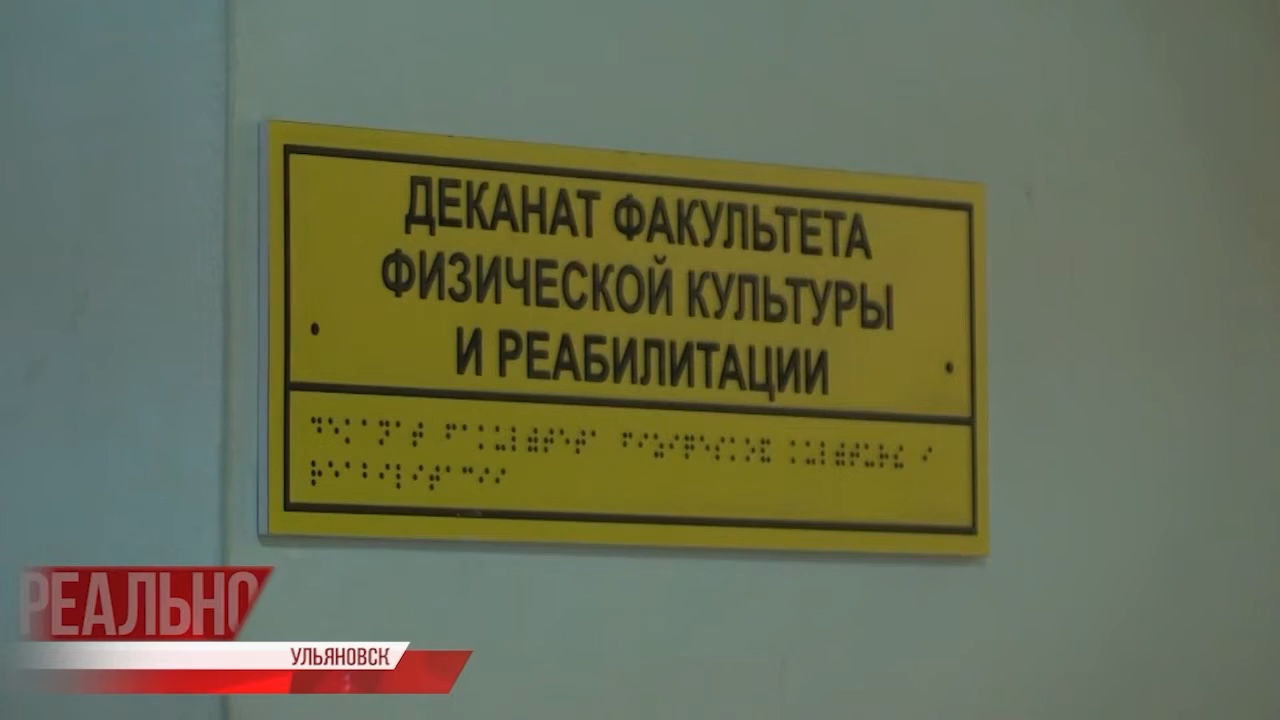 ДЕКАНАТ ФАКУЛЬТЕТА
ФИЗИЧЕСКОЙ КУЛЬТУРЫ
И РЕАБИЛИТАЦИИ
РЕАЛЬНО
УЛЬЯНОВСК